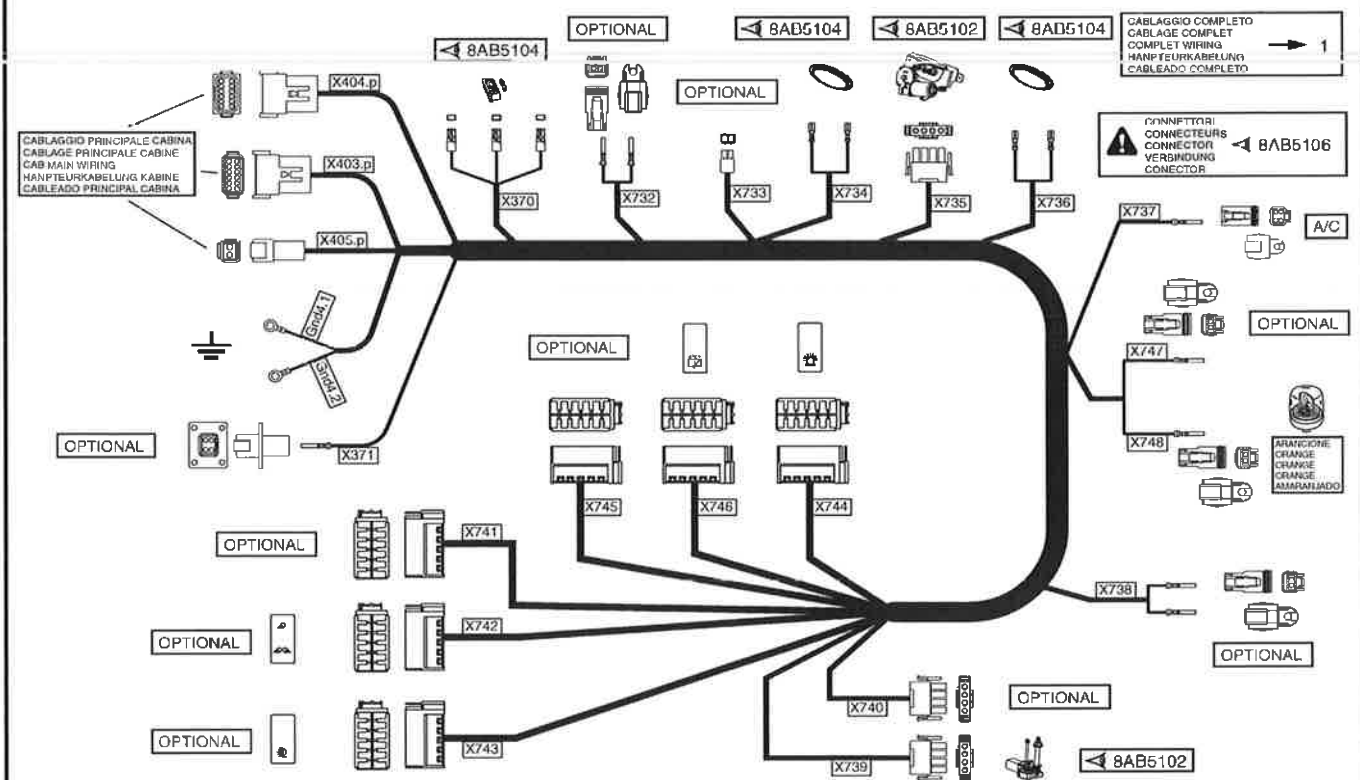 OPTIONAL
8AB5104
8AB5104
8AB5102
8AB5104
CABLAGGIO COMPLETO
CABLAGE COMPLET
COMPLET WIRING
HANPTEURKABELUNG
CABLEADO COMPLETO
1
X404.p
OPTIONAL
CABLAGGIO PRINCIPALE CABINA
CABLAGE PRINCIPALE CABINE
CAB MAIN WIRING
HANPTEURKABELUNG KABINE
CABLEADO PRINCIPAL CABINA
CONNETTORI
CONNECTEURS
CONNECTOR
VERBINDUNG
CONECTOR
8AB5106
X403.p
X370
X732
X733
X734
X735
X736
X737
A/C
X405.p
Gnd4.1
Gnd4.2
OPTIONAL
OPTIONAL
X747
X748
ARANCIONE
ORANGE
ORANGE
ORANGE
AMARANJADO
OPTIONAL
X371
X745
X746
X744
OPTIONAL
X741
X738
OPTIONAL
X742
OPTIONAL
OPTIONAL
X743
X740
OPTIONAL
X739
8AB5102